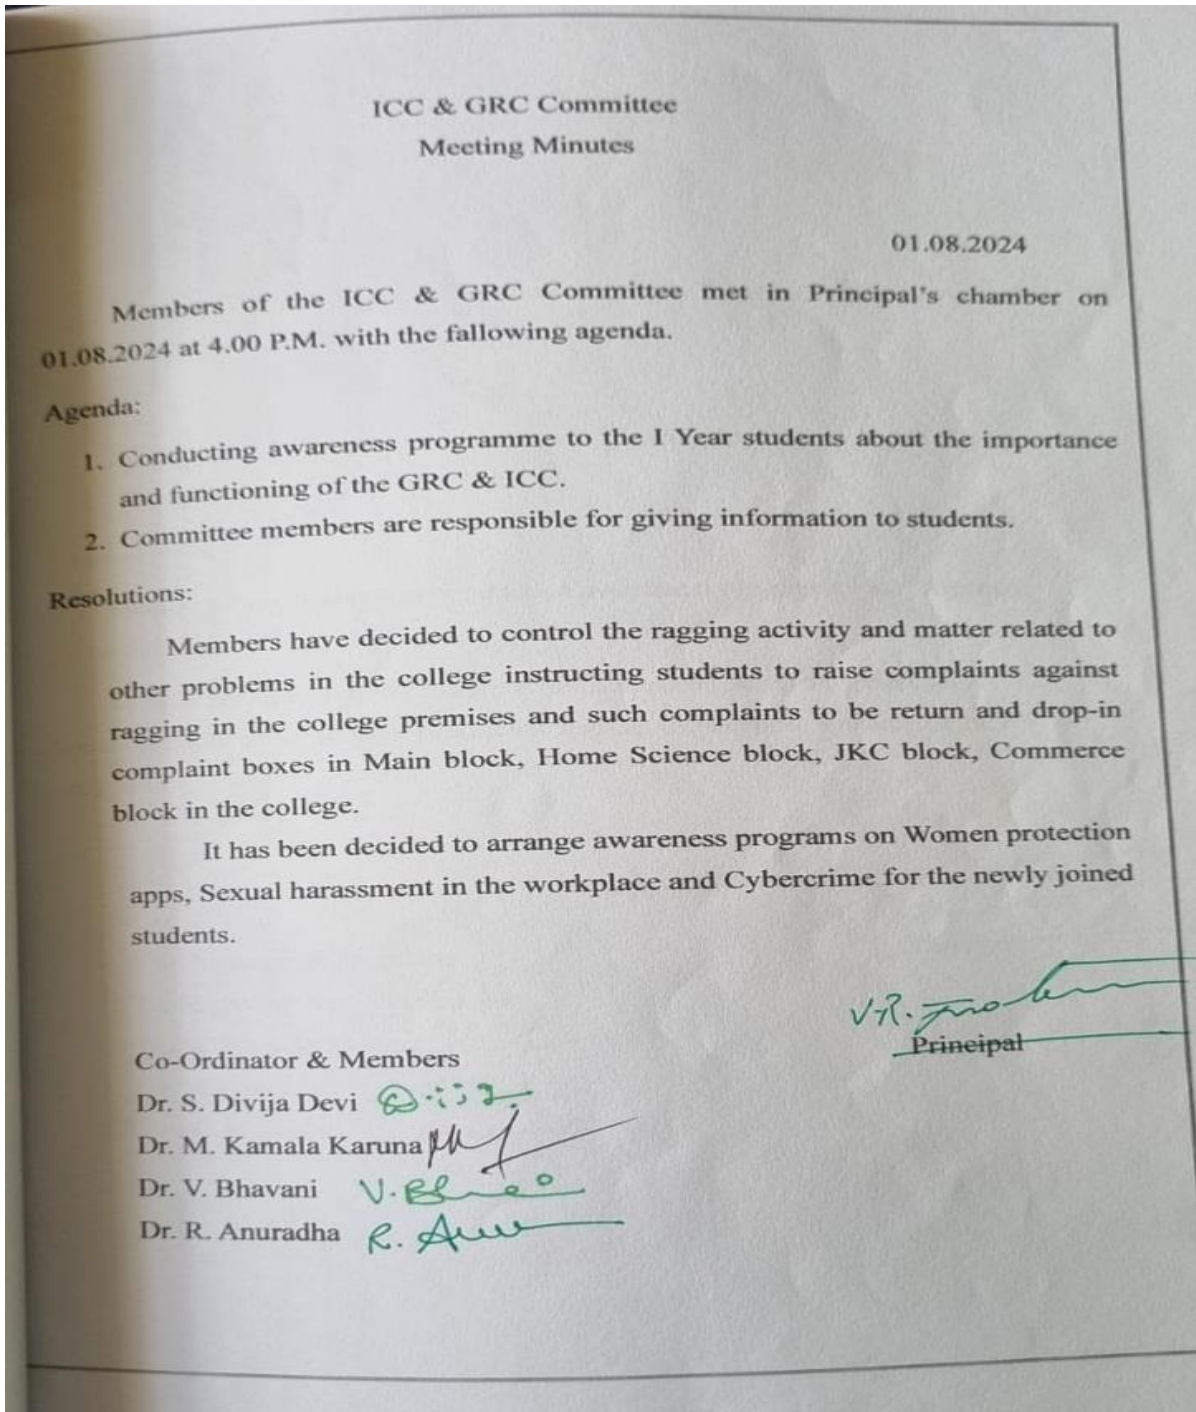 ICC & GRC Committee
Meeting Minutes
01.08.2024
Members of the ICC & GRC Committee met in Principal's chamber on
01.08.2024 at 4.00 P.M. with the fallowing agenda.
Agenda:
1. Conducting awareness programme to the I Year students about the importance
and functioning of the GRC & ICC.
2. Committee members are responsible for giving information to students.
Resolutions:
Members have decided to control the ragging activity and matter related to
other problems in the college instructing students to raise complaints against
ragging in the college premises and such complaints to be return and drop-in
complaint boxes in Main block, Home Science block, JKC block, Commerce
block in the college.
It has been decided to arrange awareness programs on Women protection
apps, Sexual harassment in the workplace and Cybercrime for the newly joined
students.
V.R.
Principal
Co-Ordinator & Members
Dr. S. Divija Devi
Dr. M. Kamala Karuna
Dr. V. Bhavani V.
Dr. R. Anuradha R.